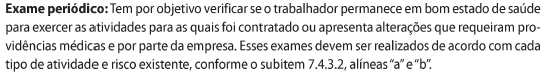 Exame periódico: Tem por objetivo verificar se o trabalhador permanece em bom estado de saúde
para exercer as atividades para as quais foi contratado ou apresenta alterações que requeiram pro-
vidências médicas e por parte da empresa. Esses exames devem ser realizados de acordo com cada
tipo de atividade e risco existente, conforme o subitem 7.4.3.2, alíneas “a” e “b”.